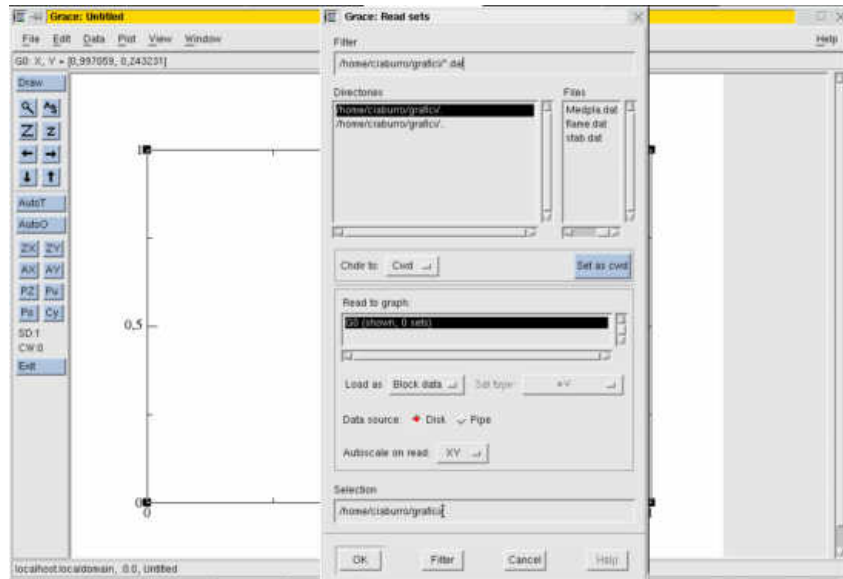 Grace: Untitled
File Edit Data Plot View Window Help
G0: X, Y = [0,997059, 0,243231]
Draw
Z z
AutoT
AutoO
ZX ZY
AX AY
PZ Pu
Po Cy
SD:1
CW:0
Exit
1
0,5
0
0
Grace: Read sets
Filter
/home/ciaburro/grafici/*.dat
Directories
Files
/home/ciaburro/grafici/.
/home/ciaburro/grafici/..
Medpla.dat
flame.dat
stab.dat
Chdir to: Cwd
Set as cwd
Read to graph:
G0 (shown, 0 sets)
Load as: Block data Set type: XY
Data source: Disk Pipe
Autoscale on read: XY
Selection
/home/ciaburro/grafici/
OK Filter Cancel Help
localhost.localdomain, :0.0, Untitled